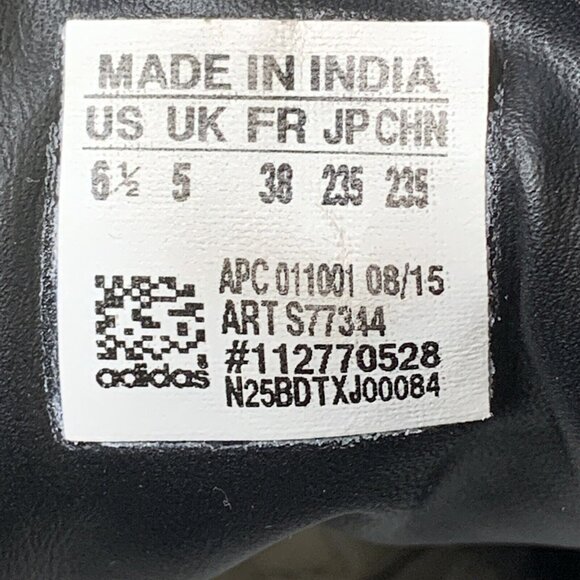 MADE IN INDIA
US UK FR JP CHN
6½ 5 38 235 235
APC 011001 08/15
ART S77344
#112770528
adidas N25BDTXJ00084